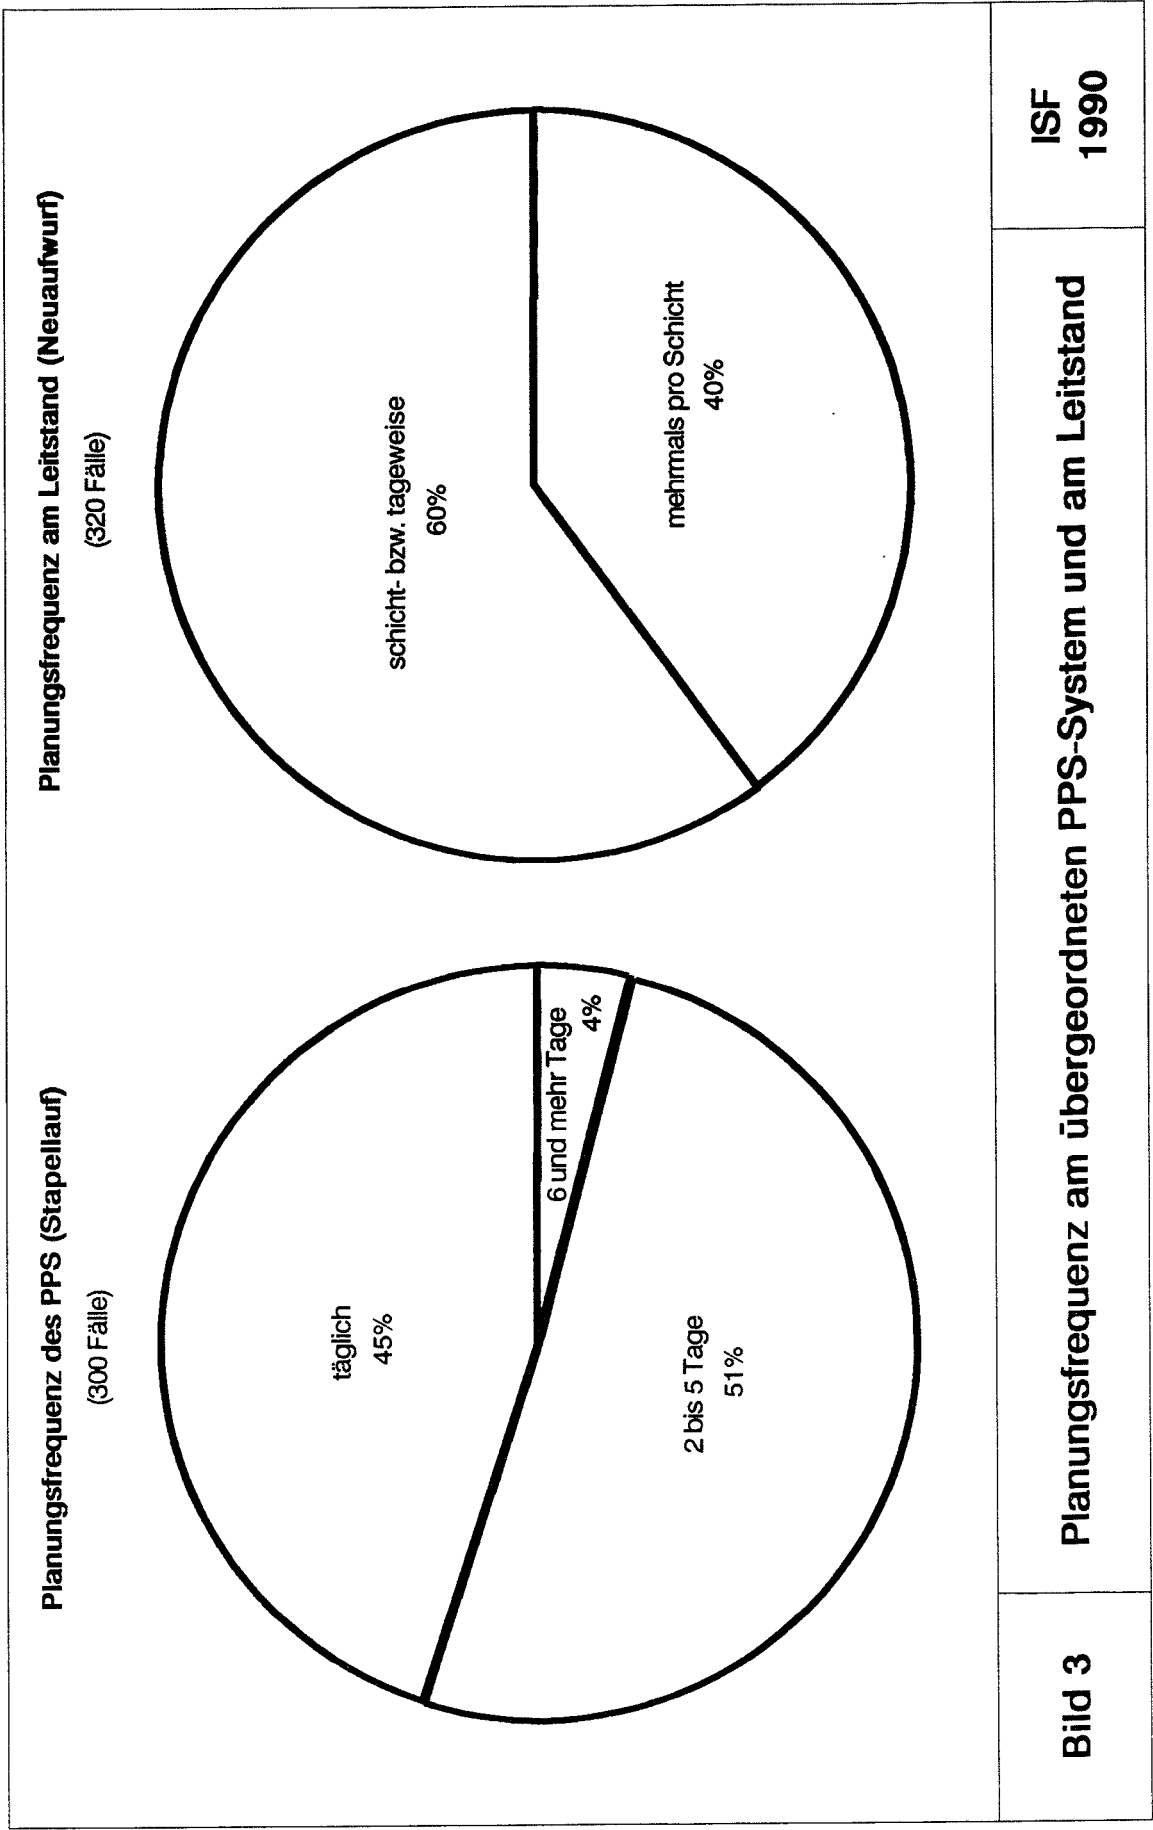 Planungsfrequenz des PPS (Stapellauf)
(300 Fälle)
täglich
45%
6 und mehr Tage
4%
2 bis 5 Tage
51%
Planungsfrequenz am Leitstand (Neuaufwurf)
(320 Fälle)
schicht- bzw. tageweise
60%
mehrmals pro Schicht
40%
Bild 3
Planungsfrequenz am übergeordneten PPS-System und am Leitstand
ISF
1990